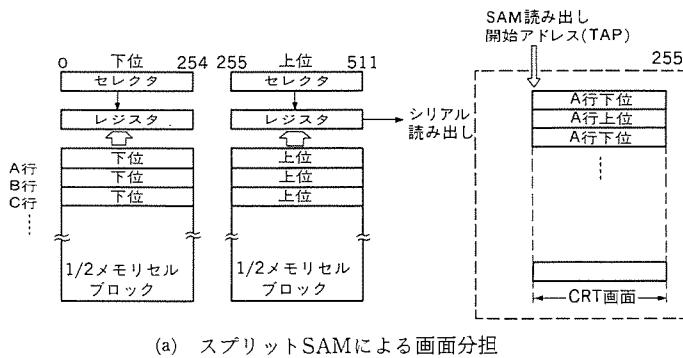 0 下位 254
セレクタ
レジスタ
A行
B行
C行
下位
下位
下位
1/2メモリセル
ブロック
255 上位 511
セレクタ
レジスタ
上位
上位
上位
1/2メモリセル
ブロック
シリアル
読み出し
SAM読み出し
開始アドレス(TAP)
255
A行下位
A行上位
A行下位
CRT画面
(a) スプリットSAMによる画面分担